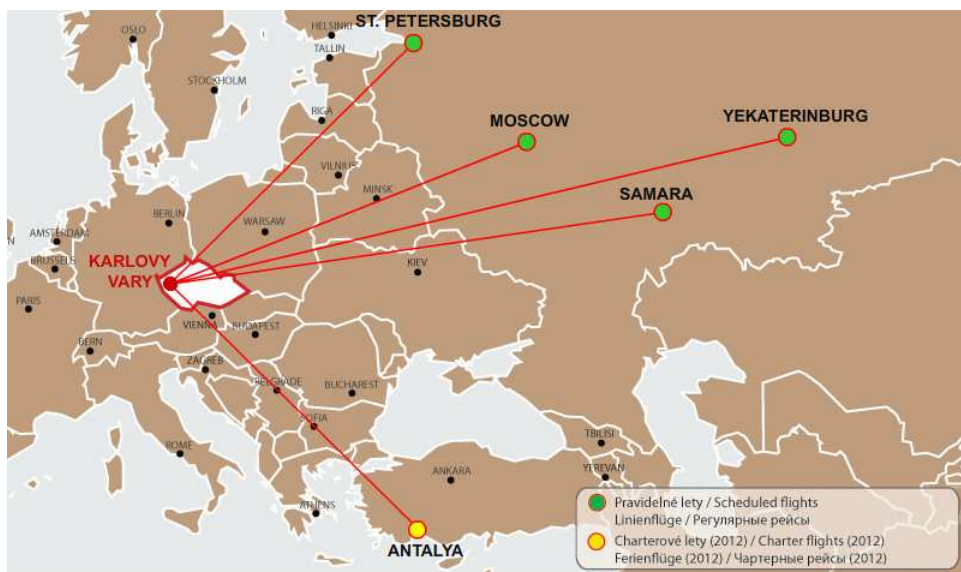 HELSINKI
ST. PETERSBURG
OSLO
TALLIN
STOCKHOLM
RIGA
MOSCOW
YEKATERINBURG
VILNIUS
MINSK
SAMARA
BERLIN
WARSAW
AMSTERDAM
BRUSSELS
KARLOVY
VARY
KIEV
PARIS
VIENNA
BUDAPEST
BERN
ZAGREB
BELGRADE
BUCHAREST
SOFIA
TBILISI
ROME
ANKARA
YEREVAN
ATHENS
ANTALYA
Pravidelné lety / Scheduled flights
Linienflüge / Регулярные рейсы
Charterové lety (2012) / Charter flights (2012)
Ferienflüge (2012) / Чартерные рейсы (2012)